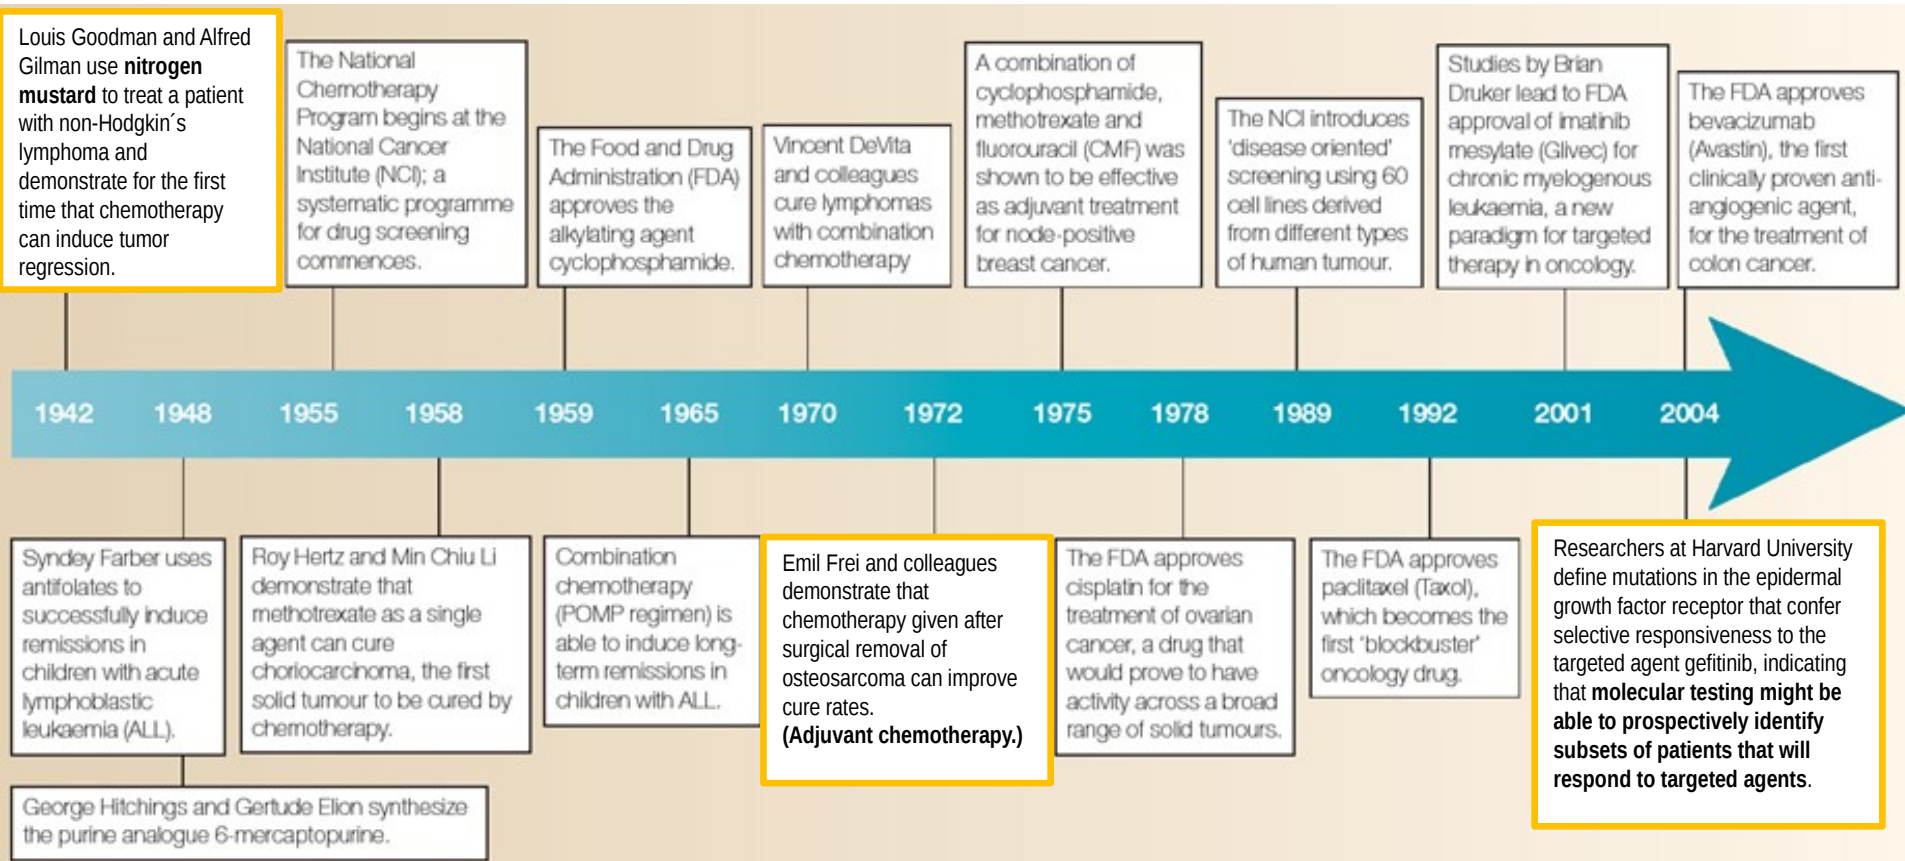 Louis Goodman and Alfred
Gilman use nitrogen
mustard to treat a patient
with non-Hodgkin´s
lymphoma and
demonstrate for the first
time that chemotherapy
can induce tumor
regression.
The National
Chemotherapy
Program begins at the
National Cancer
Institute (NCI); a
systematic programme
for drug screening
commences.
The Food and Drug
Administration (FDA)
approves the
alkylating agent
cyclophosphamide.
Vincent DeVita
and colleagues
cure lymphomas
with combination
chemotherapy
A combination of
cyclophosphamide,
methotrexate and
fluorouracil (CMF) was
shown to be effective
as adjuvant treatment
for node-positive
breast cancer.
The NCI introduces
'disease oriented'
screening using 60
cell lines derived
from different types
of human tumour.
Studies by Brian
Druker lead to FDA
approval of imatinib
mesylate (Glivec) for
chronic myelogenous
leukaemia, a new
paradigm for targeted
therapy in oncology.
The FDA approves
bevacizumab
(Avastin), the first
clinically proven anti-
angiogenic agent,
for the treatment of
colon cancer.
1942 1948 1955 1958 1959 1965 1970 1972 1975 1978 1989 1992 2001 2004
Syndey Farber uses
antifolates to
successfully induce
remissions in
children with acute
lymphoblastic
leukaemia (ALL).
George Hitchings and Gertude Elion synthesize
the purine analogue 6-mercaptopurine.
Roy Hertz and Min Chiu Li
demonstrate that
methotrexate as a single
agent can cure
choriocarcinoma, the first
solid tumour to be cured by
chemotherapy.
Combination
chemotherapy
(POMP regimen) is
able to induce long-
term remissions in
children with ALL.
Emil Frei and colleagues
demonstrate that
chemotherapy given after
surgical removal of
osteosarcoma can improve
cure rates.
(Adjuvant chemotherapy.)
The FDA approves
cisplatin for the
treatment of ovarian
cancer, a drug that
would prove to have
activity across a broad
range of solid tumours.
The FDA approves
paclitaxel (Taxol),
which becomes the
first 'blockbuster'
oncology drug.
Researchers at Harvard University
define mutations in the epidermal
growth factor receptor that confer
selective responsiveness to the
targeted agent gefitinib, indicating
that molecular testing might be
able to prospectively identify
subsets of patients that will
respond to targeted agents.